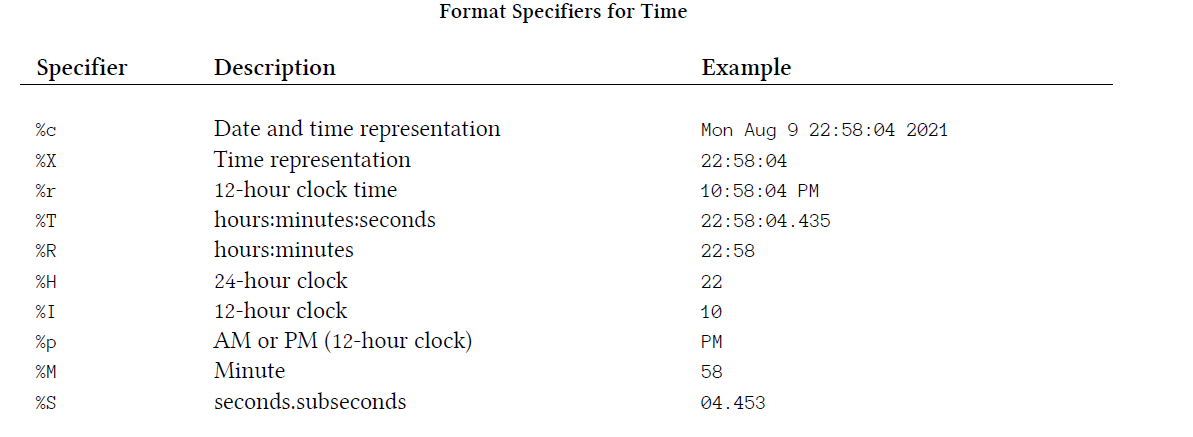 Format Specifiers for Time
Specifier Description Example
%c Date and time representation Mon Aug 9 22:58:04 2021
%X Time representation 22:58:04
%r 12-hour clock time 10:58:04 PM
%T hours:minutes:seconds 22:58:04.435
%R hours:minutes 22:58
%H 24-hour clock 22
%I 12-hour clock 10
%p AM or PM (12-hour clock) PM
%M Minute 58
%S seconds.subseconds 04.453